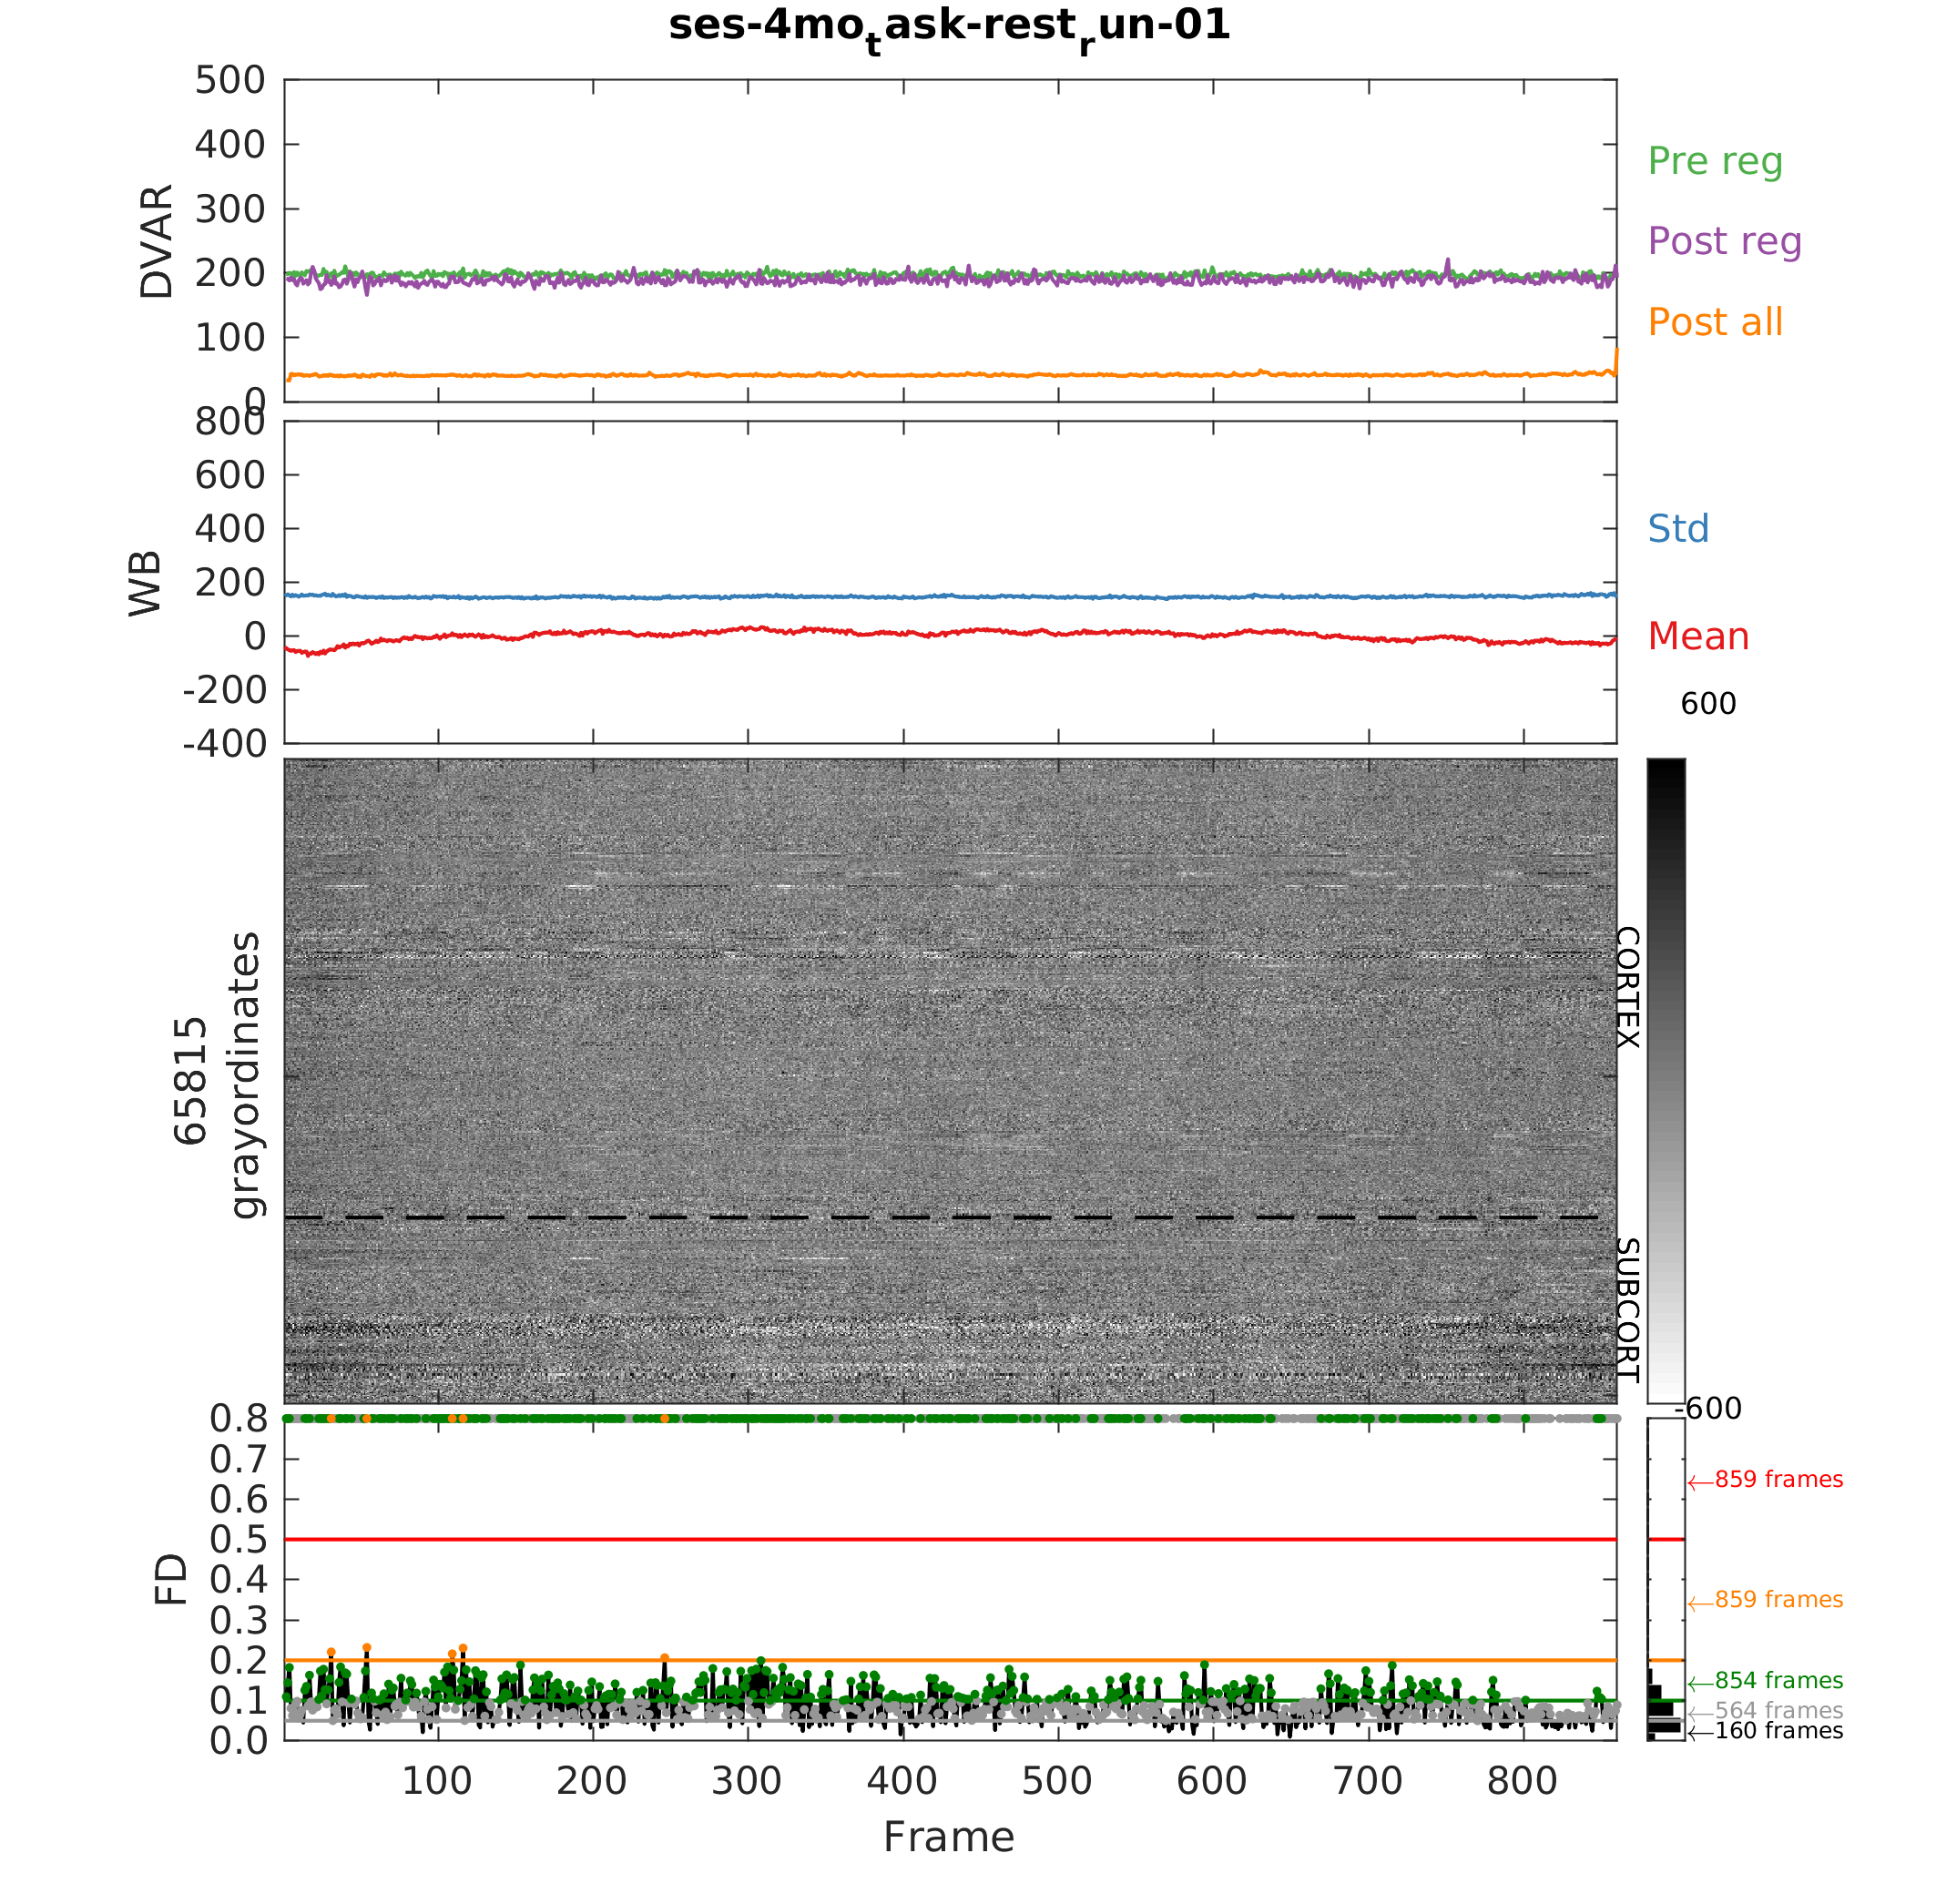 ses-4mo_task-rest_run-01
500
400
300
200
100
0
DVAR
Pre reg
Post reg
Post all
800
600
400
200
0
-200
-400
WB
Std
Mean
600
65815
grayordinates
CORTEX
SUBCORT
-600
0.8
0.7
0.6
0.5
0.4
0.3
0.2
0.1
0.0
FD
←859 frames
←859 frames
←854 frames
←564 frames
←160 frames
100 200 300 400 500 600 700 800
Frame